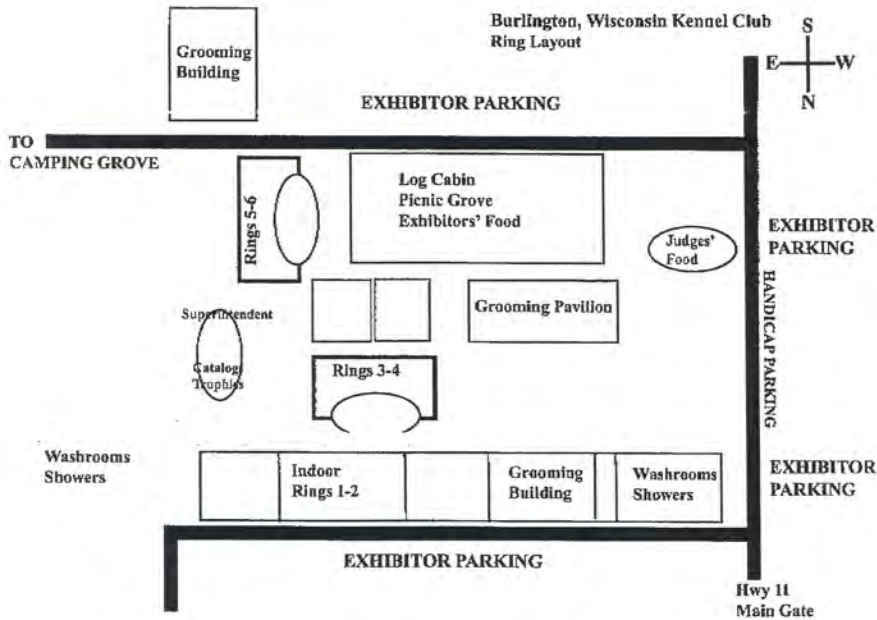 Burlington, Wisconsin Kennel Club
Ring Layout
S
E
W
N
Grooming
Building
EXHIBITOR PARKING
TO
CAMPING GROVE
Rings 5-6
Log Cabin
Picnic Grove
Exhibitors' Food
Judges'
Food
EXHIBITOR
PARKING
HANDICAP PARKING
Grooming Pavilion
Superintendent
Catalogs
Trophies
Rings 3-4
Washrooms
Showers
Indoor
Rings 1-2
Grooming
Building
Washrooms
Showers
EXHIBITOR
PARKING
EXHIBITOR PARKING
Hwy 11
Main Gate